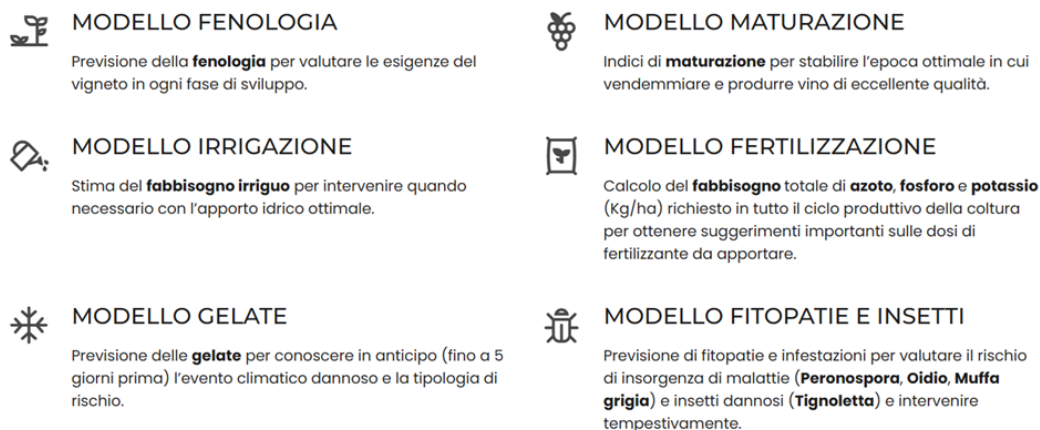 MODELLO FENOLOGIA
Previsione della fenologia per valutare le esigenze del
vigneto in ogni fase di sviluppo.
MODELLO MATURAZIONE
Indici di maturazione per stabilire l'epoca ottimale in cui
vendemmiare e produrre vino di eccellente qualità.
MODELLO IRRIGAZIONE
Stima del fabbisogno irriguo per intervenire quando
necessario con l'apporto idrico ottimale.
MODELLO FERTILIZZAZIONE
Calcolo del fabbisogno totale di azoto, fosforo e potassio
(Kg/ha) richiesto in tutto il ciclo produttivo della coltura
per ottenere suggerimenti importanti sulle dosi di
fertilizzante da apportare.
MODELLO GELATE
Previsione delle gelate per conoscere in anticipo (fino a 5
giorni prima) l'evento climatico dannoso e la tipologia di
rischio.
MODELLO FITOPATIE E INSETTI
Previsione di fitopatie e infestazioni per valutare il rischio
di insorgenza di malattie (Peronospora, Oidio, Muffa
grigia) e insetti dannosi (Tignoletta) e intervenire
tempestivamente.